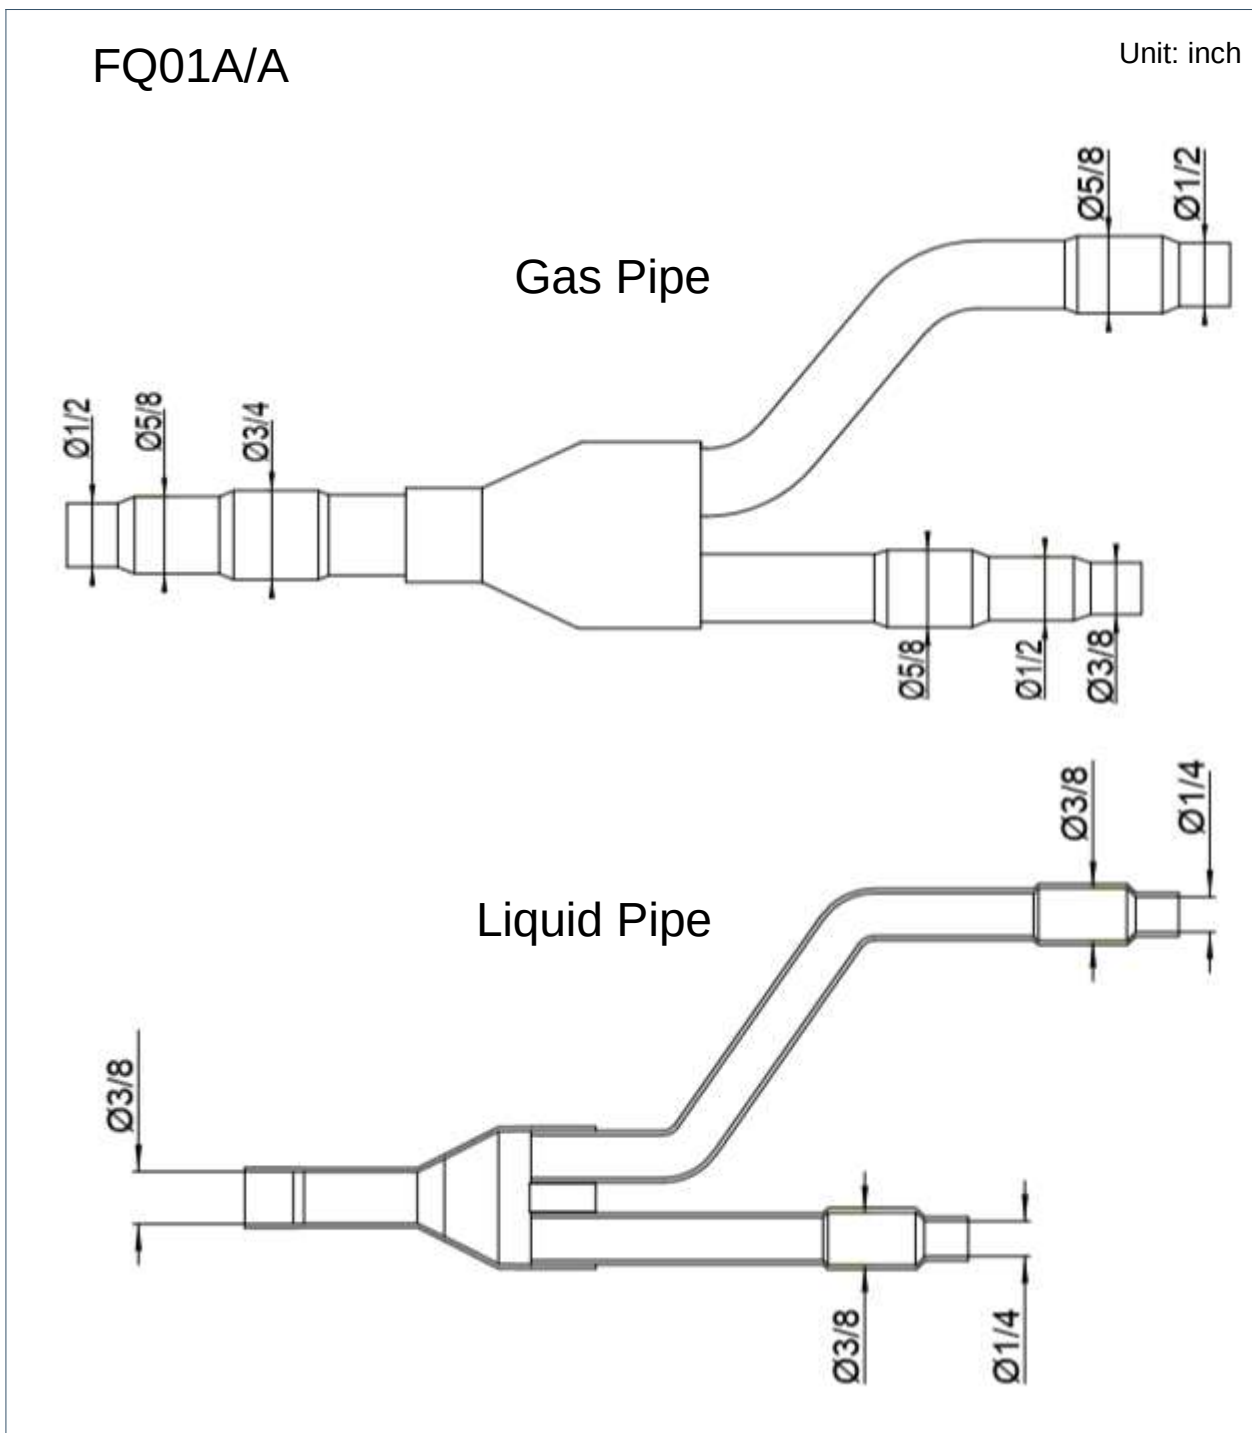 FQ01A/A
Unit: inch
Ø5/8
Ø1/2
Gas Pipe
Ø1/2
Ø5/8
Ø3/4
Ø5/8
Ø1/2
Ø3/8
Ø3/8
Ø1/4
Liquid Pipe
Ø3/8
Ø3/8
Ø1/4